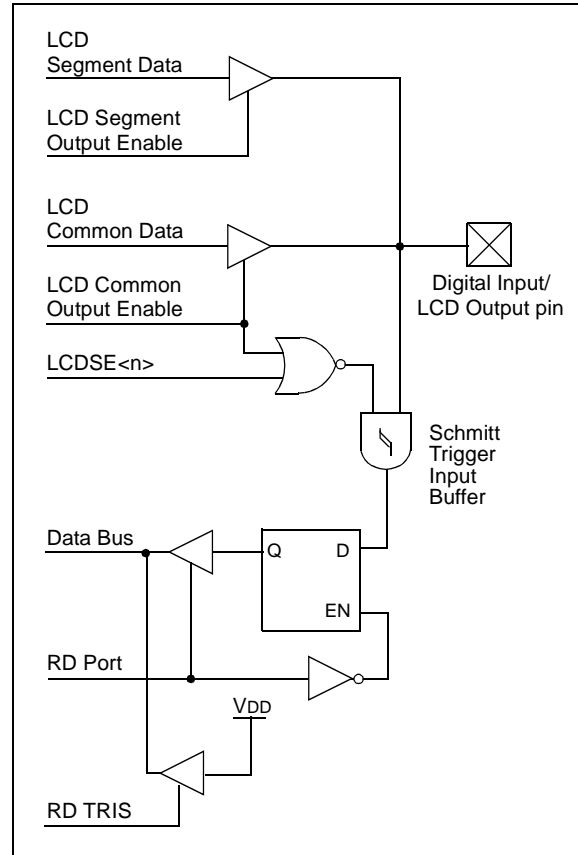 LCD
Segment Data
LCD Segment
Output Enable
LCD
Common Data
Digital Input/
LCD Output pin
LCD Common
Output Enable
LCDSE<n>
Schmitt
Trigger
Input
Buffer
Data Bus
Q
D
EN
RD Port
VDD
RD TRIS